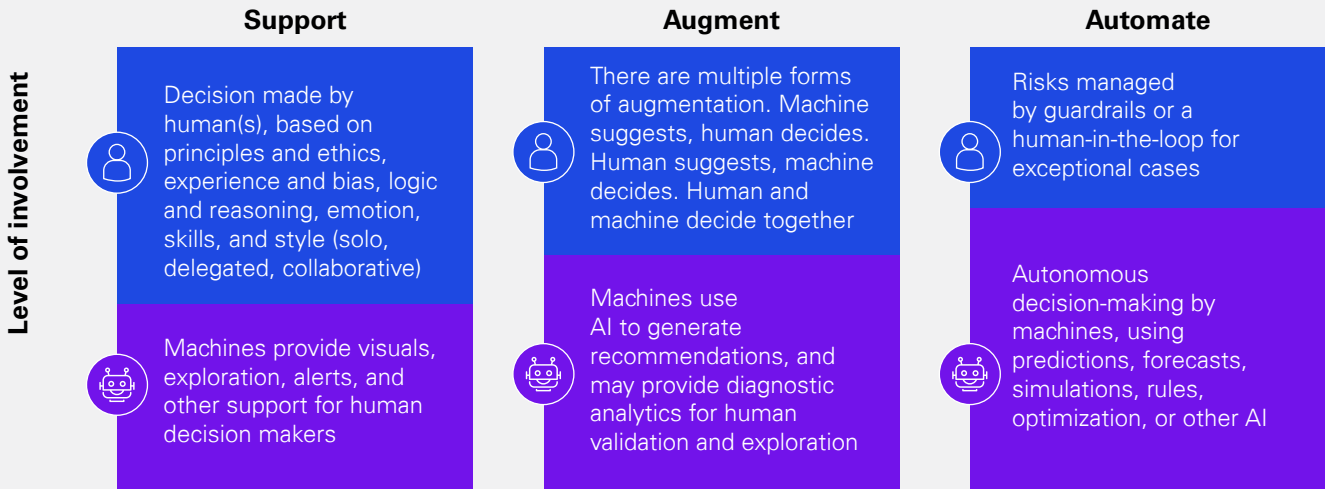 Support
Augment
Automate
Level of involvement
Decision made by
human(s), based on
principles and ethics,
experience and bias, logic
and reasoning, emotion,
skills, and style (solo,
delegated, collaborative)
Machines provide visuals,
exploration, alerts, and
other support for human
decision makers
There are multiple forms
of augmentation. Machine
suggests, human decides.
Human suggests, machine
decides. Human and
machine decide together
Machines use
AI to generate
recommendations, and
may provide diagnostic
analytics for human
validation and exploration
Risks managed
by guardrails or a
human-in-the-loop for
exceptional cases
Autonomous
decision-making by
machines, using
predictions, forecasts,
simulations, rules,
optimization, or other AI